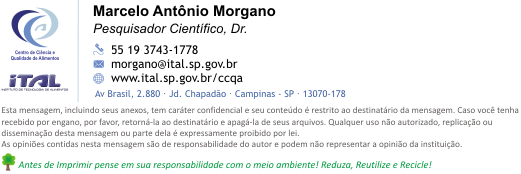 Marcelo Antônio Morgano
Pesquisador Científico, Dr.
55 19 3743-1778
morgano@ital.sp.gov.br
www.ital.sp.gov.br/ccqa
Centro de Ciência e
Qualidade de Alimentos
ITAL
INSTITUTO DE TECNOLOGIA DE ALIMENTOS
Av Brasil, 2.880 · Jd. Chapadão · Campinas - SP · 13070-178
Esta mensagem, incluindo seus anexos, tem caráter confidencial e seu conteúdo é restrito ao destinatário da mensagem. Caso você tenha
recebido por engano, por favor, retorná-la ao destinatário e apagá-la de seus arquivos. Qualquer uso não autorizado, replicação ou
disseminação desta mensagem ou parte dela é expressamente proibido por lei.
As opiniões contidas nesta mensagem são de responsabilidade do autor e podem não representar a opinião da instituição.
Antes de Imprimir pense em sua responsabilidade com o meio ambiente! Reduza, Reutilize e Recicle!